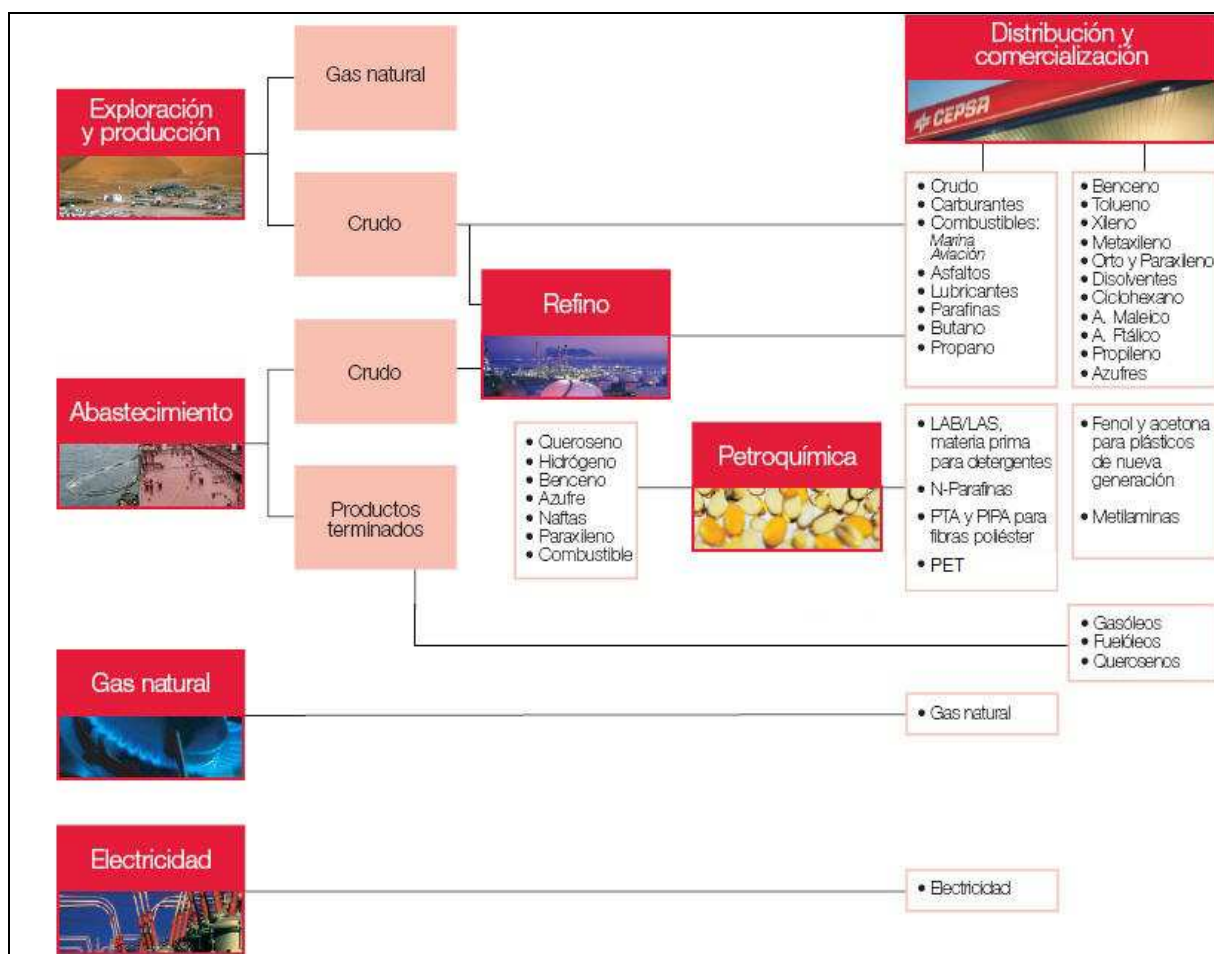 Exploración
y producción
Gas natural
Crudo
Distribución y
comercialización
CEPSA
• Crudo
• Carburantes
• Combustibles:
Marina
Aviación
• Asfaltos
• Lubricantes
• Parafinas
• Butano
• Propano
• Benceno
• Tolueno
• Xileno
• Metaxileno
• Orto y Paraxileno
• Disolventes
• Ciclohexano
• A. Maleico
• A. Ftálico
• Propileno
• Azufres
Refino
Abastecimiento
Crudo
Productos
terminados
• Queroseno
• Hidrógeno
• Benceno
• Azufre
• Naftas
• Paraxileno
• Combustible
Petroquímica
• LAB/LAS,
materia prima
para detergentes
• N-Parafinas
• PTA y PIPA para
fibras poliéster
• PET
• Fenol y acetona
para plásticos
de nueva
generación
• Metilaminas
• Gasóleos
• Fuelóleos
• Querosenos
Gas natural
• Gas natural
Electricidad
• Electricidad